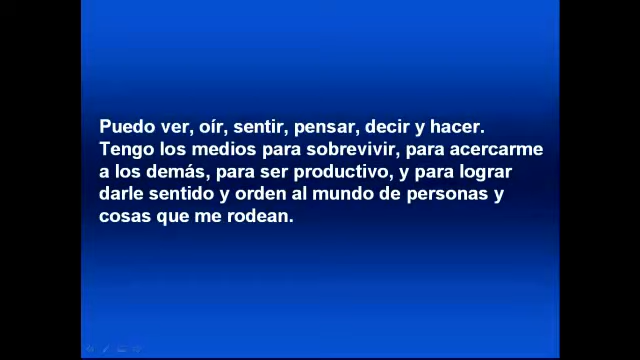 Puedo ver, oír, sentir, pensar, decir y hacer.
Tengo los medios para sobrevivir, para acercarme
a los demás, para ser productivo, y para lograr
darle sentido y orden al mundo de personas y
cosas que me rodean.